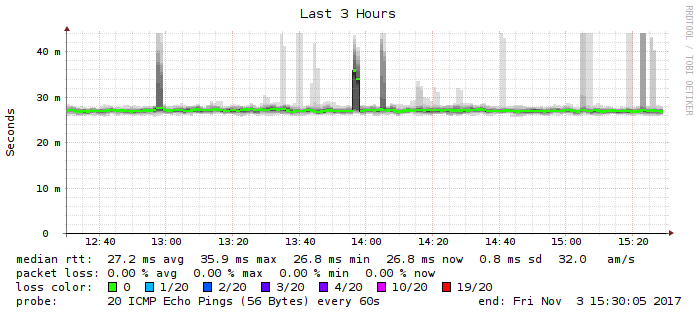 Last 3 Hours
RRDTOOL / TOBI OETIKER
Seconds
40 m
30 m
20 m
10 m
0
12:40 13:00 13:20 13:40 14:00 14:20 14:40 15:00 15:20
median rtt: 27.2 ms avg 35.9 ms max 26.8 ms min 26.8 ms now 0.8 ms sd 32.0 am/s
packet loss: 0.00 % avg 0.00 % max 0.00 % min 0.00 % now
loss color: 0 1/20 2/20 3/20 4/20 10/20 19/20
probe: 20 ICMP Echo Pings (56 Bytes) every 60s end: Fri Nov 3 15:30:05 2017